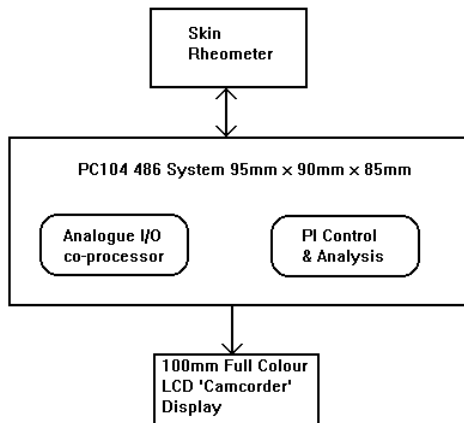 Skin
Rheometer
PC104 486 System 95mm x 90mm x 85mm
Analogue I/O
co-processor
PI Control
& Analysis
100mm Full Colour
LCD 'Camcorder'
Display